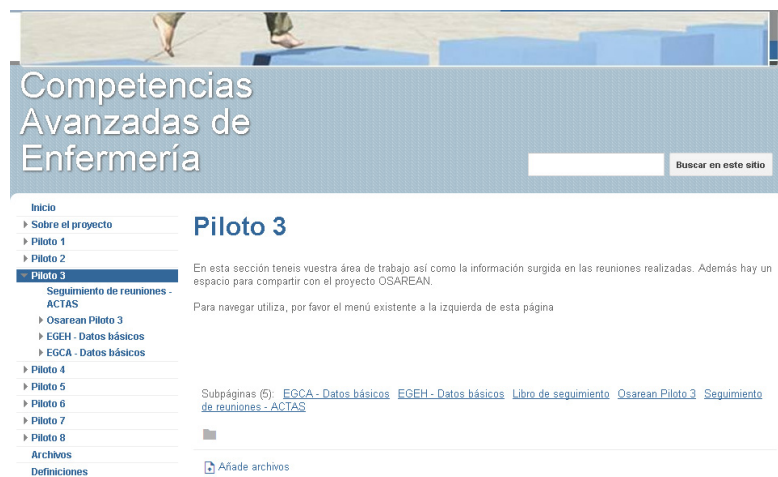 Competencias
Avanzadas de
Enfermería
Buscar en este sitio
Inicio
Sobre el proyecto
Piloto 1
Piloto 2
Piloto 3
Seguimiento de reuniones -
ACTAS
Osarean Piloto 3
EGEH - Datos básicos
EGCA - Datos básicos
Piloto 4
Piloto 5
Piloto 6
Piloto 7
Piloto 8
Archivos
Definiciones
Piloto 3
En esta sección teneis vuestra área de trabajo así como la información surgida en las reuniones realizadas. Además hay un
espacio para compartir con el proyecto OSAREAN.
Para navegar utiliza, por favor el menú existente a la izquierda de esta página
Subpáginas (5): EGCA - Datos básicos EGEH - Datos básicos Libro de seguimiento Osarean Piloto 3 Seguimiento
de reuniones - ACTAS
Añade archivos